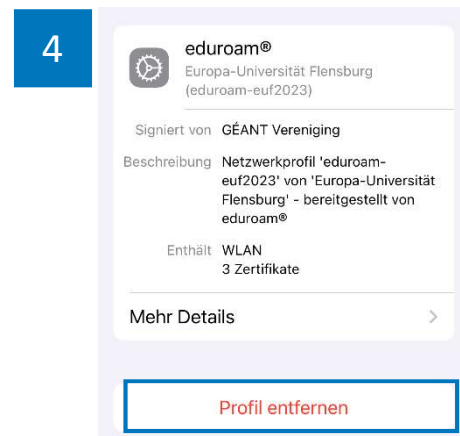 4
eduroam®
Europa-Universität Flensburg
(eduroam-euf2023)
Signiert von GÉANT Vereniging
Beschreibung Netzwerkprofil 'eduroam-
euf2023' von 'Europa-Universität
Flensburg' - bereitgestellt von
eduroam®
Enthält WLAN
3 Zertifikate
Mehr Details
Profil entfernen